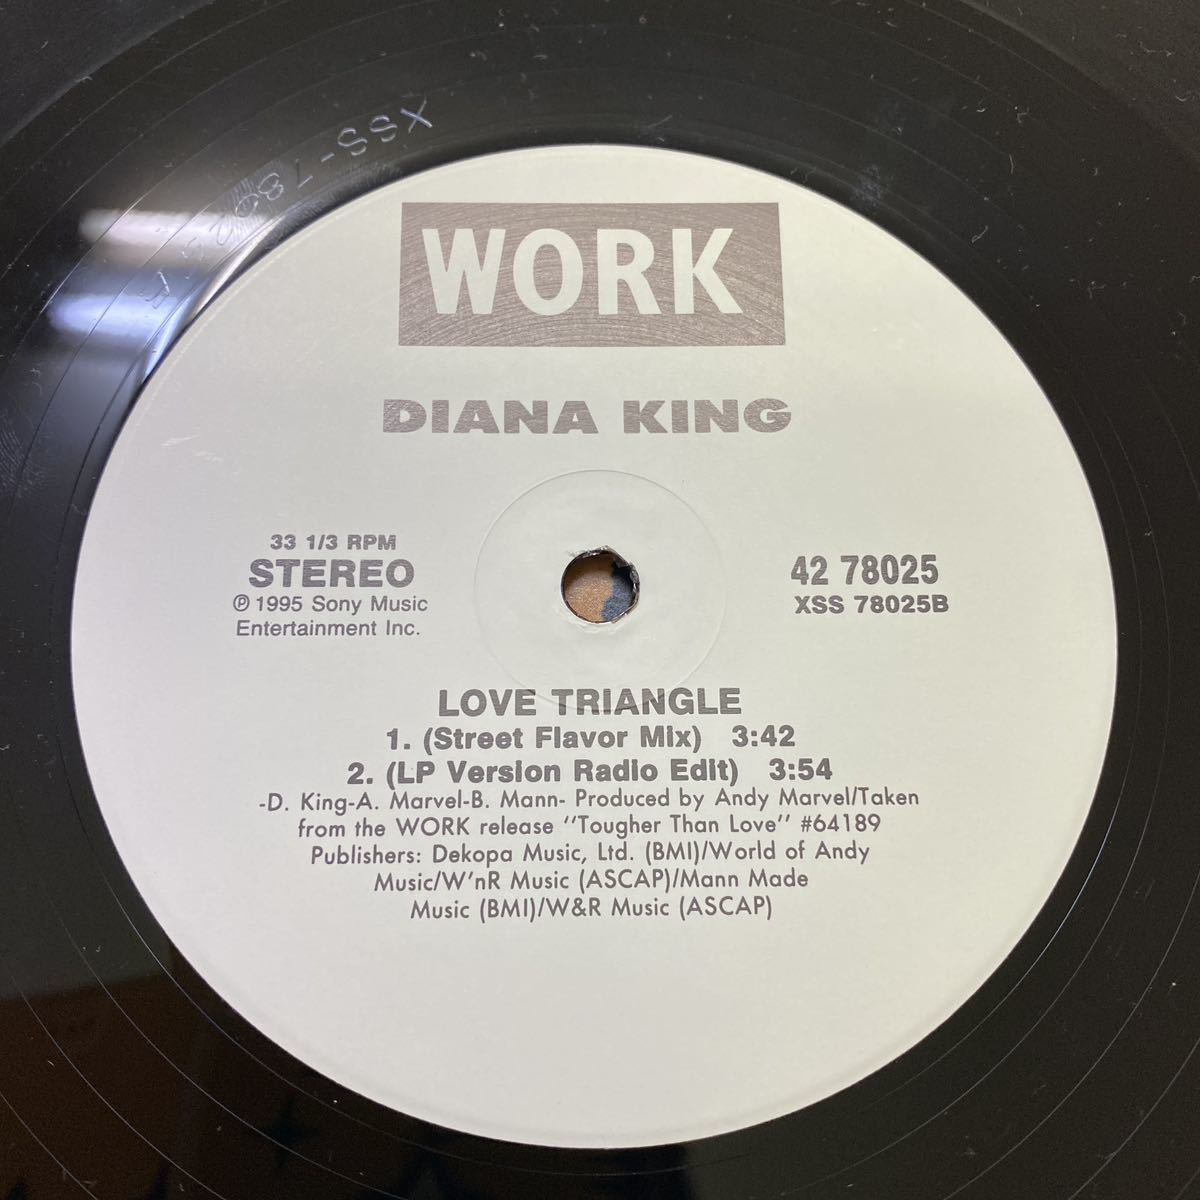 XSS-780
WORK
DIANA KING
33 1/3 RPM
STEREO
℗ 1995 Sony Music
Entertainment Inc.
42 78025
XSS 78025B
LOVE TRIANGLE
1. (Street Flavor Mix) 3:42
2. (LP Version Radio Edit) 3:54
-D. King-A. Marvel-B. Mann- Produced by Andy Marvel/Taken
from the WORK release "Tougher Than Love" #64189
Publishers: Dekopa Music, Ltd. (BMI)/World of Andy
Music/W'nR Music (ASCAP)/Mann Made
Music (BMI)/W&R Music (ASCAP)